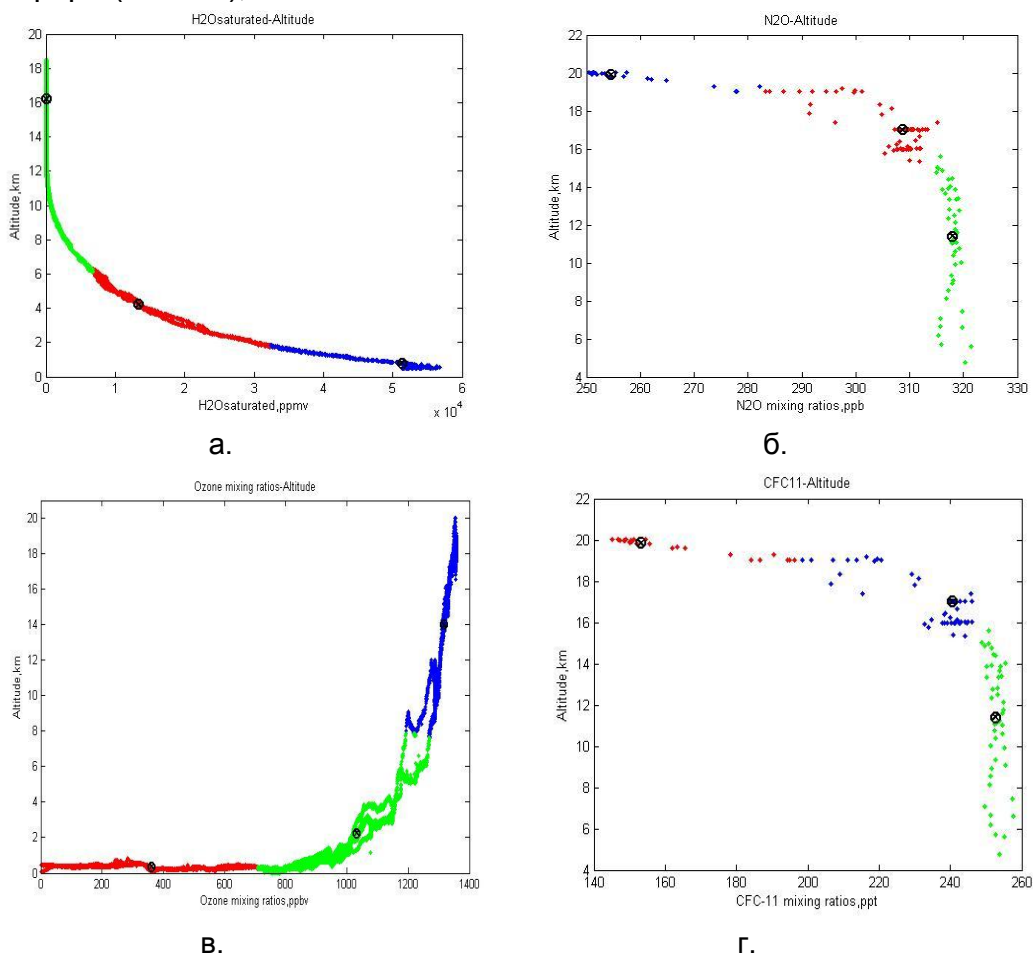 H2Osaturated-Altitude
20
18
16
14
12
10
8
6
4
2
0
Altitude,km
0 1 2 3 4 5 6
x 10^4
H2Osaturated,ppmv
а.
N2O-Altitude
22
20
18
16
14
12
10
8
6
4
Altitude,km
250 260 270 280 290 300 310 320 330
N2O mixing ratios, ppb
б.
Ozone mixing ratios-Altitude
20
18
16
14
12
10
8
6
4
2
0
Altitude,km
0 200 400 600 800 1000 1200 1400
Ozone mixing ratios,ppbv
в.
CFC11-Altitude
22
20
18
16
14
12
10
8
6
4
Altitude,km
140 160 180 200 220 240 260
CFC-11 mixing ratios,ppt
г.